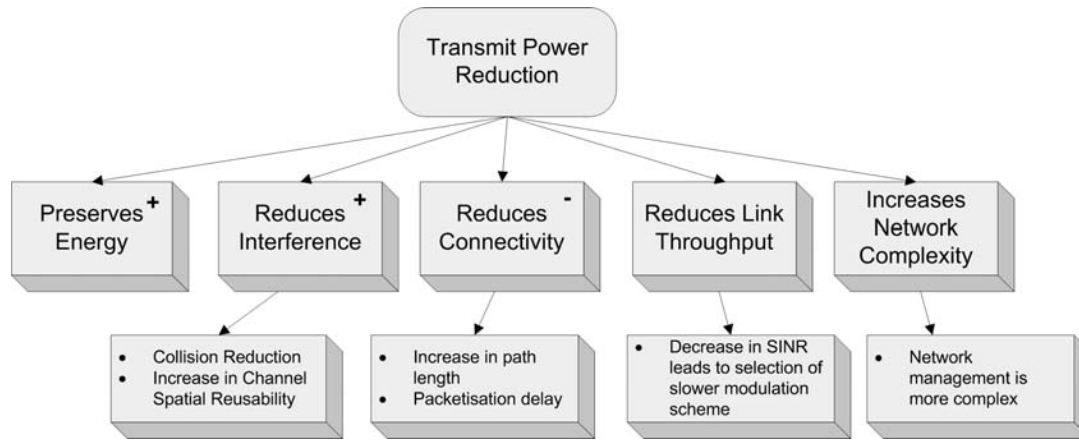 Transmit Power
Reduction
Preserves +
Energy
Reduces +
Interference
Reduces -
Connectivity
Reduces Link
Throughput
Increases
Network
Complexity
• Collision Reduction
• Increase in Channel
Spatial Reusability
• Increase in path
length
• Packetisation delay
• Decrease in SINR
leads to selection of
slower modulation
scheme
• Network
management is
more complex